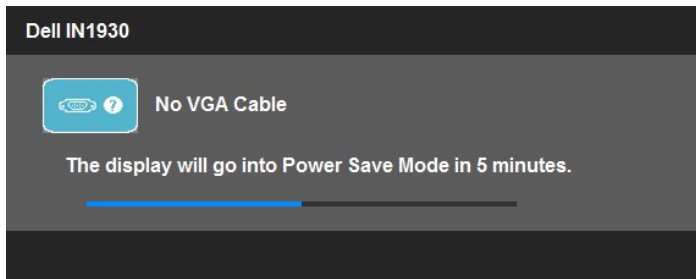 Dell IN1930
No VGA Cable
The display will go into Power Save Mode in 5 minutes.